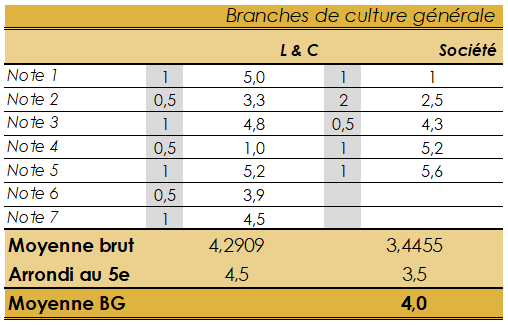 Branches de culture générale
L & C Société
Note 1 1 5,0 1 1
Note 2 0,5 3,3 2 2,5
Note 3 1 4,8 0,5 4,3
Note 4 0,5 1,0 1 5,2
Note 5 1 5,2 1 5,6
Note 6 0,5 3,9
Note 7 1 4,5
Moyenne brut 4,2909 3,4455
Arrondi au 5e 4,5 3,5
Moyenne BG 4,0